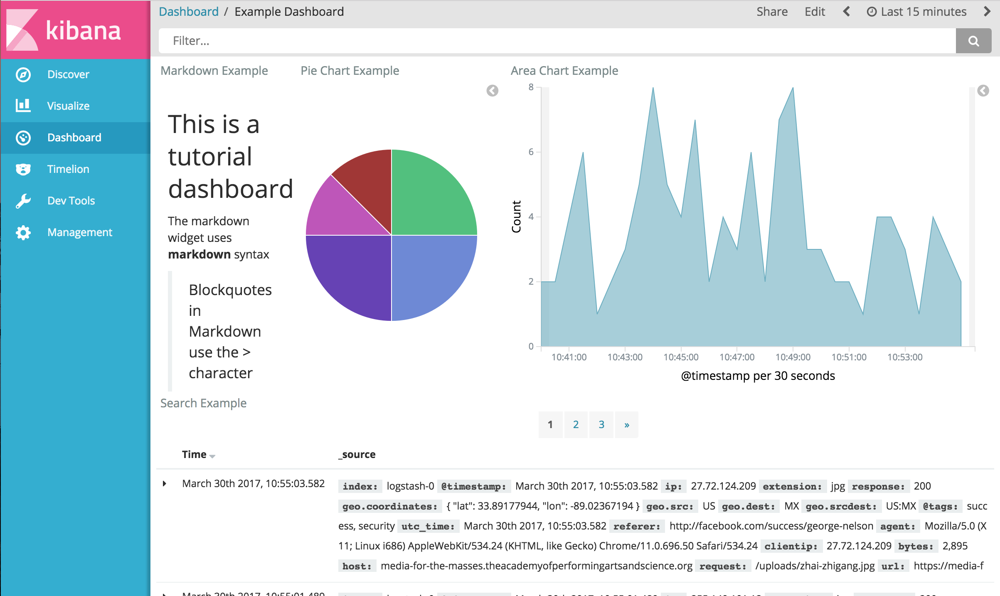 kibana
Discover
Visualize
Dashboard
Timelion
Dev Tools
Management
Dashboard / Example Dashboard
Share Edit Last 15 minutes
Filter...
Markdown Example
This is a
tutorial
dashboard
The markdown
widget uses
markdown syntax
Blockquotes
in
Markdown
use the >
character
Pie Chart Example
Area Chart Example
8
6
4
2
0
Count
10:41:00 10:43:00 10:45:00 10:47:00 10:49:00 10:51:00 10:53:00
@timestamp per 30 seconds
Search Example
1 2 3 »
Time _source
March 30th 2017, 10:55:03.582
index: logstash-0 @timestamp: March 30th 2017, 10:55:03.582 ip: 27.72.124.209 extension: jpg response: 200
geo.coordinates: { "lat": 33.89177944, "lon": -89.02367194 } geo.src: US geo.dest: MX geo.srcdest: US:MX @tags: succ
ess, security utc_time: March 30th 2017, 10:55:03.582 referer: http://facebook.com/success/george-nelson agent: Mozilla/5.0 (X
11; Linux i686) AppleWebKit/534.24 (KHTML, like Gecko) Chrome/11.0.696.50 Safari/534.24 clientip: 27.72.124.209 bytes: 2,895
host: media-for-the-masses.theacademyofperformingartsandscience.org request: /uploads/zhai-zhigang.jpg url: https://media-f
March 30th 2017, 10:55:01.489